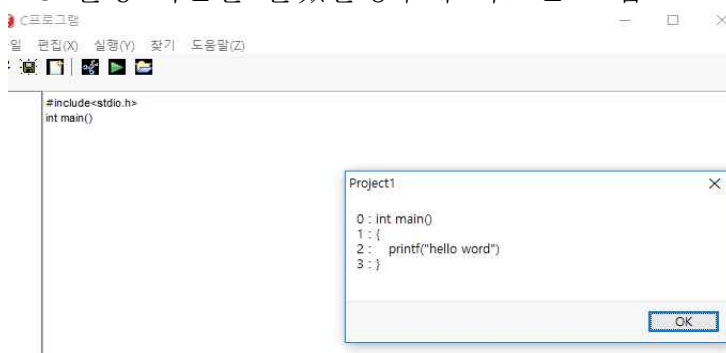 C프로그램
일 편집(X) 실행(Y) 찾기 도움말(Z)
#include<stdio.h>
int main()
Project1
0 : int main()
1 : {
2 : printf("hello word")
3 : }
OK